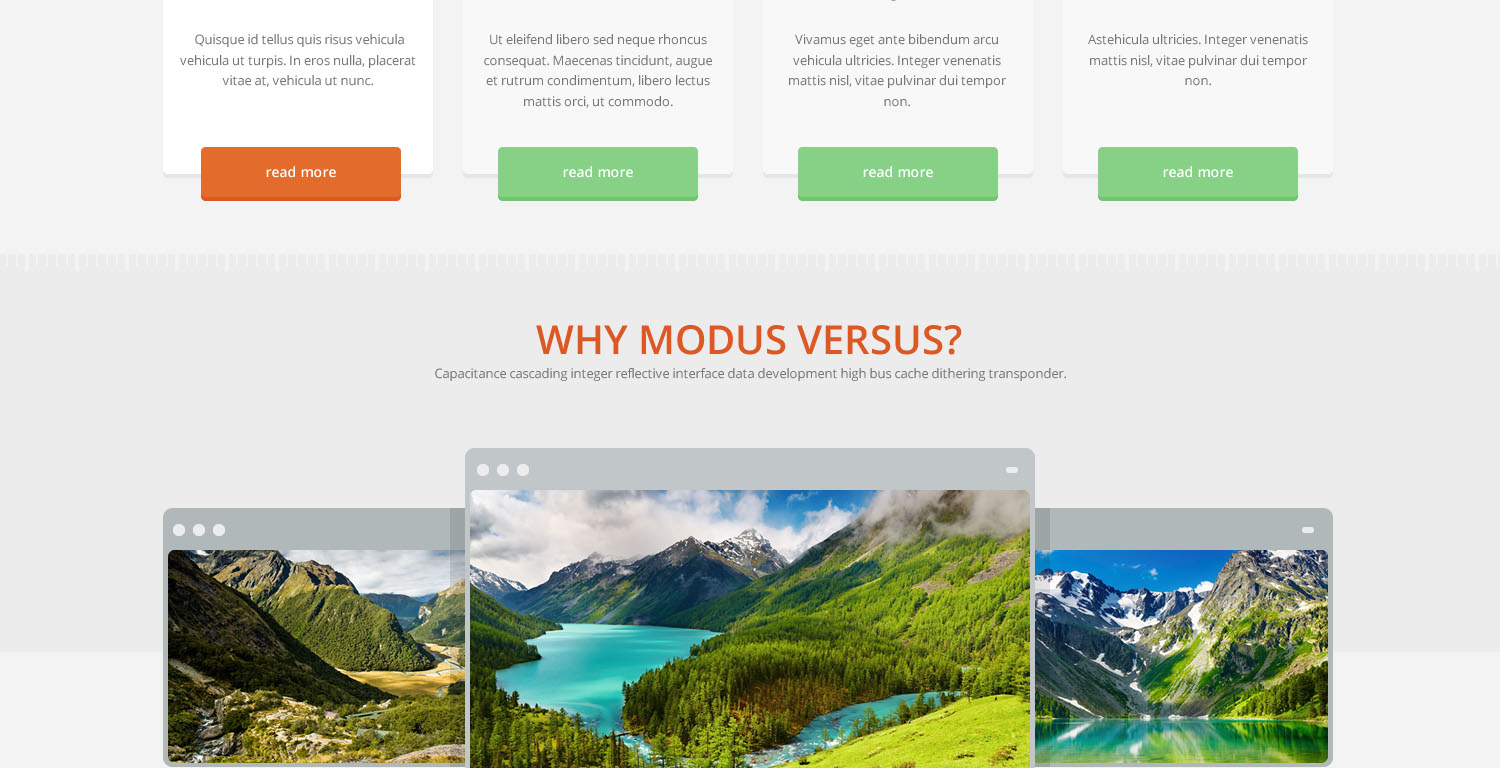 Quisque id tellus quis risus vehicula
vehicula ut turpis. In eros nulla, placerat
vitae at, vehicula ut nunc.
read more
Ut eleifend libero sed neque rhoncus
consequat. Maecenas tincidunt, augue
et rutrum condimentum, libero lectus
mattis orci, ut commodo.
read more
Vivamus eget ante bibendum arcu
vehicula ultricies. Integer venenatis
mattis nisl, vitae pulvinar dui tempor
non.
read more
Astehicula ultricies. Integer venenatis
mattis nisl, vitae pulvinar dui tempor
non.
read more
WHY MODUS VERSUS?
Capacitance cascading integer reflective interface data development high bus cache dithering transponder.